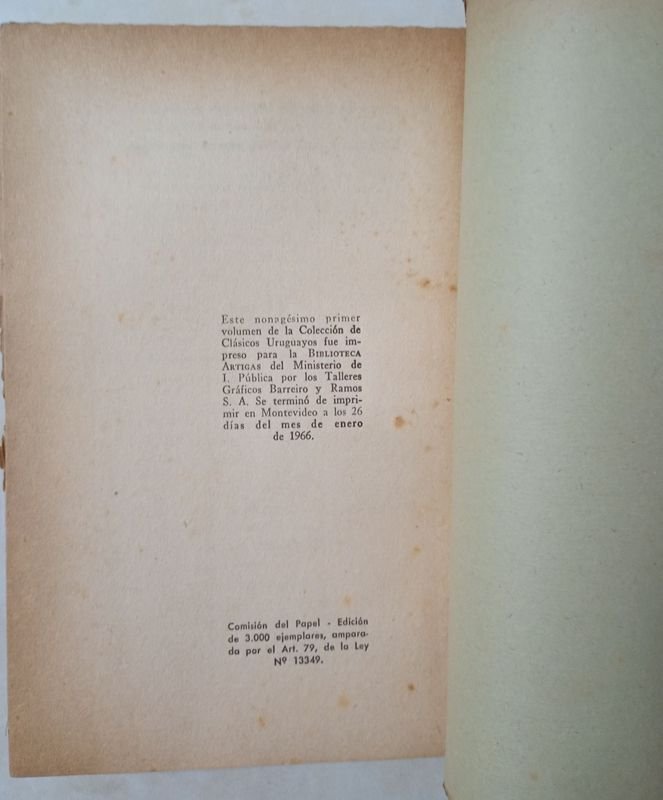 Este nonagésimo primer
volumen de la Colección de
Clásicos Uruguayos fue im-
preso para la BIBLIOTECA
ARTIGAS del Ministerio de
I. Pública por los Talleres
Gráficos Barreiro y Ramos
S. A. Se terminó de impri-
mir en Montevideo a los 26
días del mes de enero
de 1966.
Comisión del Papel - Edición
de 3.000 ejemplares, ampara-
da por el Art. 79, de la Ley
Nº 13349.